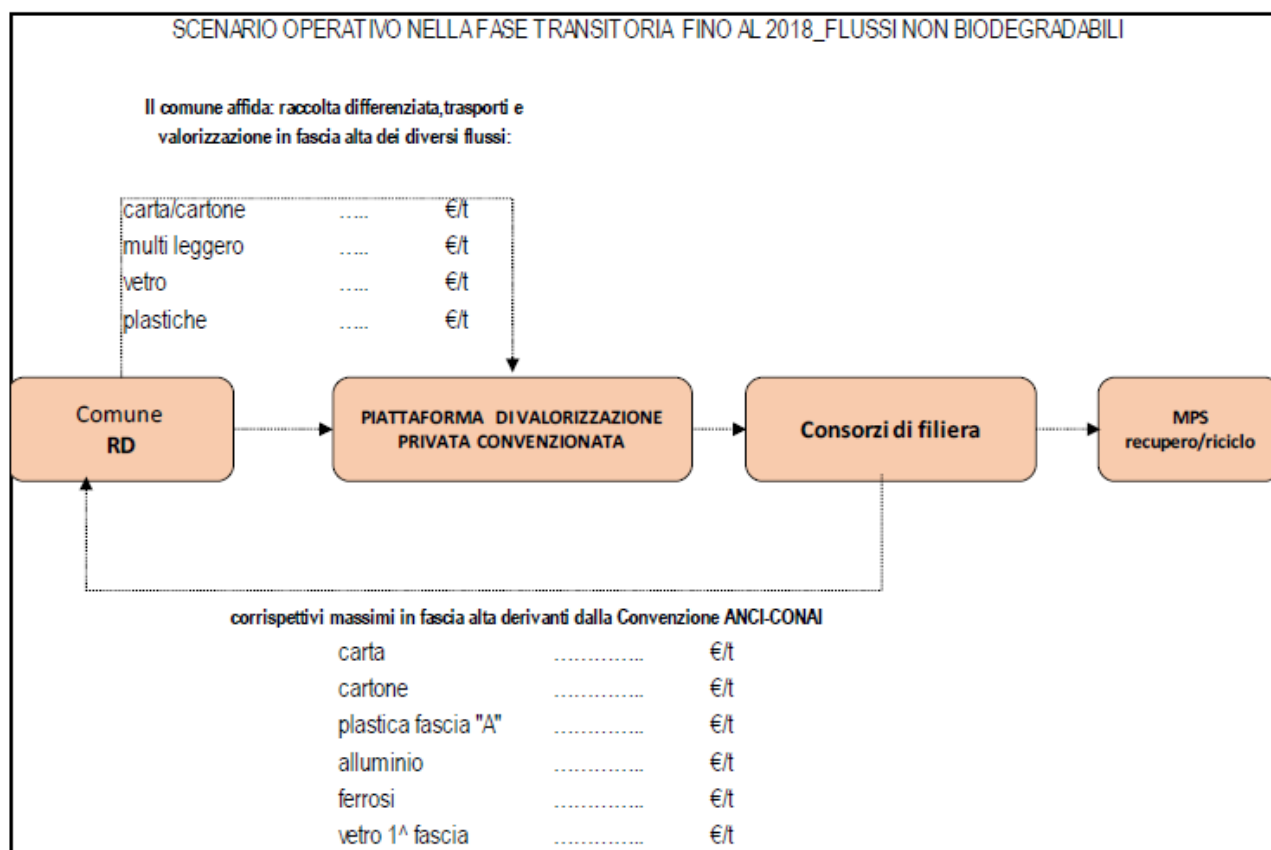 SCENARIO OPERATIVO NELLA FASE TRANSITORIA FINO AL 2018_FLUSSI NON BIODEGRADABILI
Il comune affida: raccolta differenziata,trasporti e
valorizzazione in fascia alta dei diversi flussi:
carta/cartone ..... €/t
multi leggero ..... €/t
vetro ..... €/t
plastiche ..... €/t
Comune
RD
PIATTAFORMA DI VALORIZZAZIONE
PRIVATA CONVENZIONATA
Consorzi di filiera
MPS
recupero/riciclo
corrispettivi massimi in fascia alta derivanti dalla Convenzione ANCI-CONAI
carta .............. €/t
cartone .............. €/t
plastica fascia "A" .............. €/t
alluminio .............. €/t
ferrosi .............. €/t
vetro 1^ fascia .............. €/t